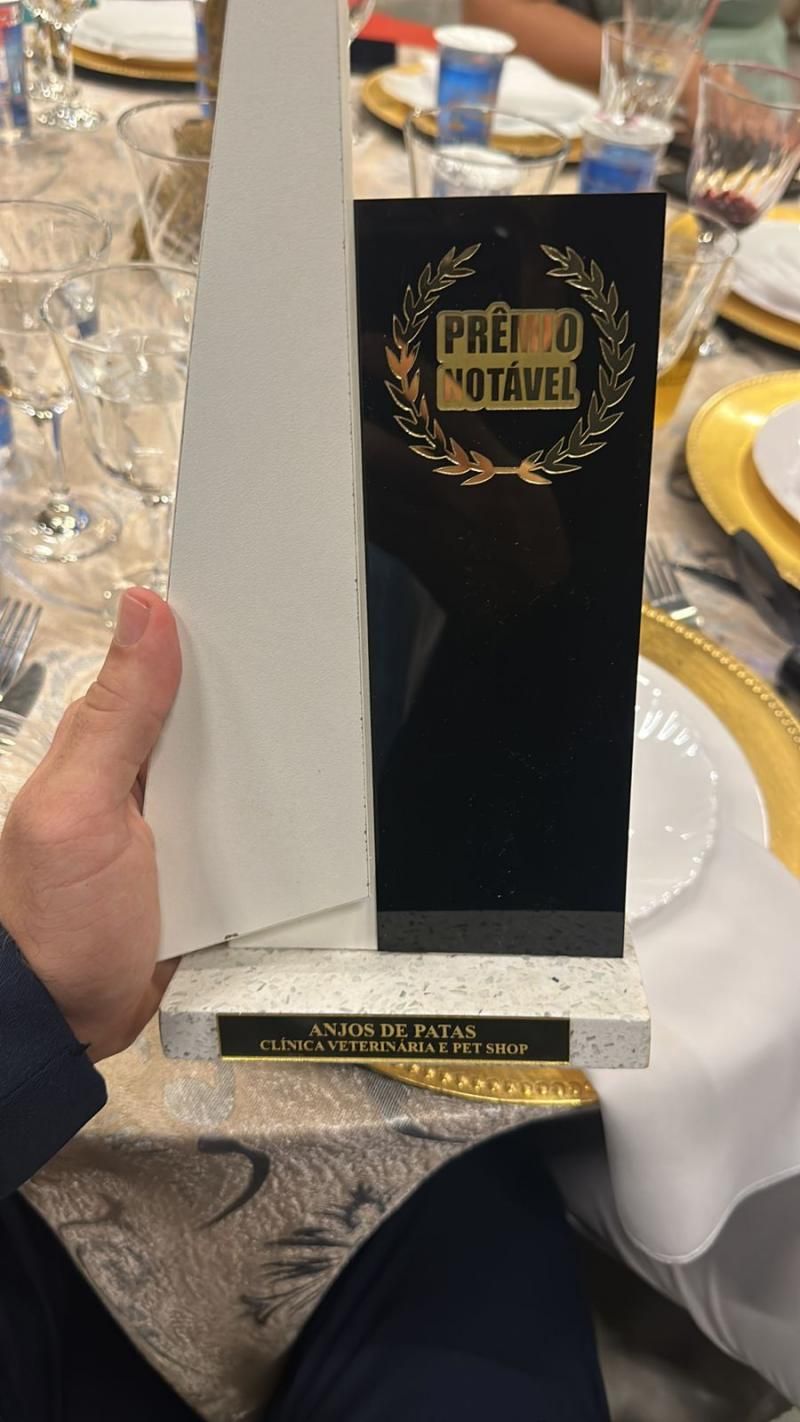 PRÊMIO
NOTÁVEL
ANJOS DE PATAS
CLÍNICA VETERINÁRIA E PET SHOP